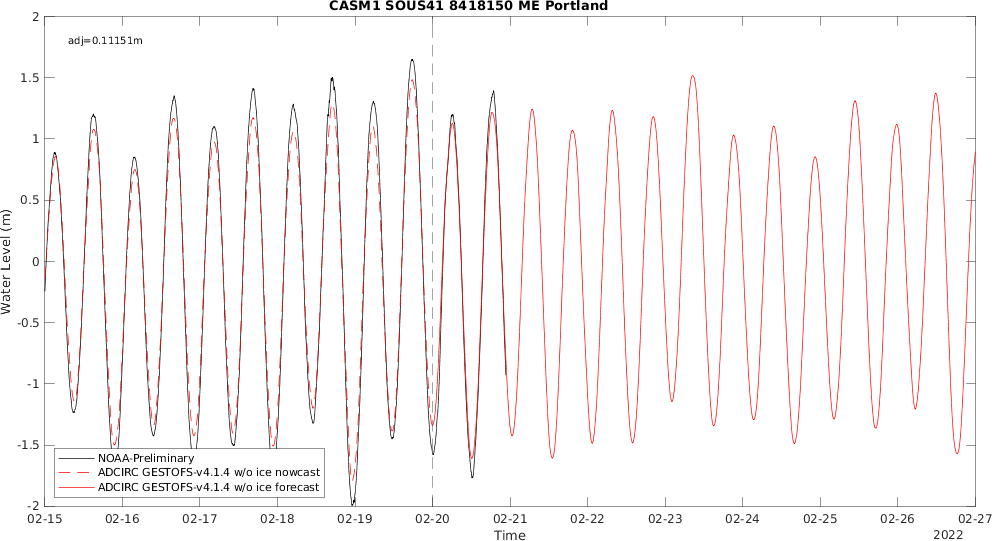 CASM1 SOUS41 8418150 ME Portland
adj=0.11151m
Water Level (m)
2
1.5
1
0.5
0
-0.5
-1
-1.5
-2
NOAA-Preliminary
ADCIRC GESTOFS-v4.1.4 w/o ice nowcast
ADCIRC GESTOFS-v4.1.4 w/o ice forecast
02-15 02-16 02-17 02-18 02-19 02-20 02-21 02-22 02-23 02-24 02-25 02-26 02-27
Time
2022